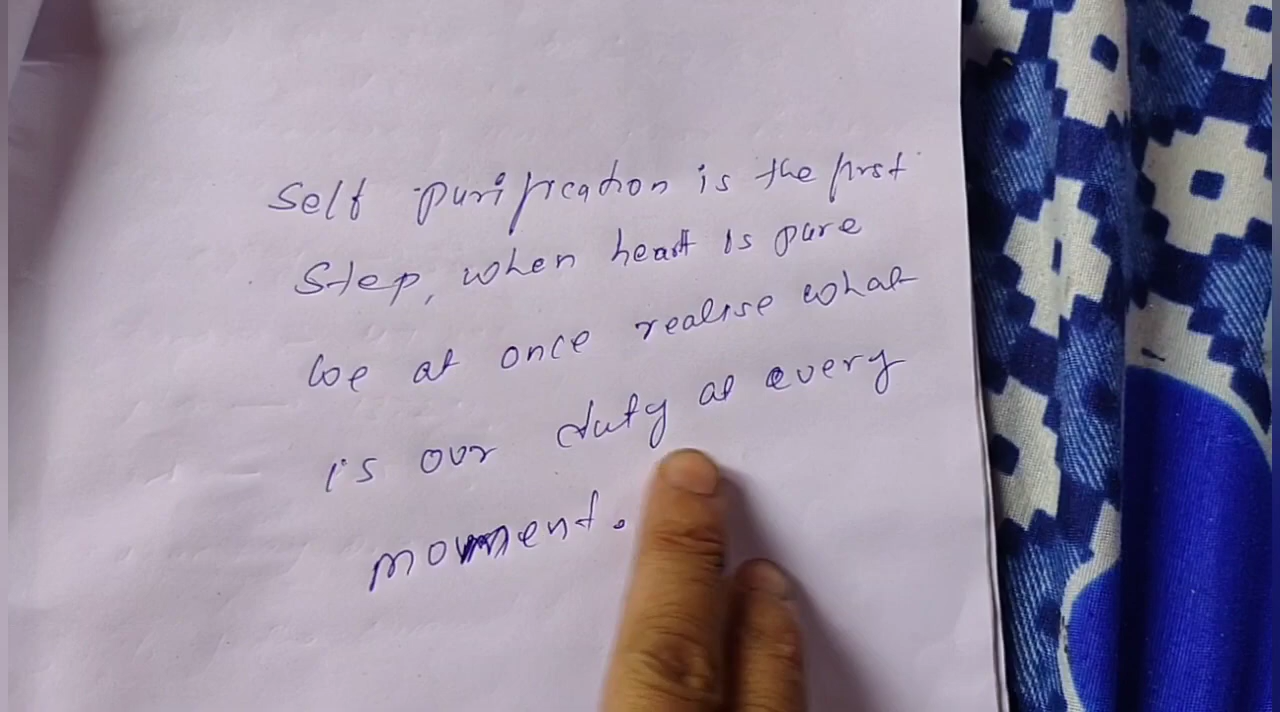 Self purification is the first
Step, when heart is pure
we at once realise what
is our duty at every
moment.